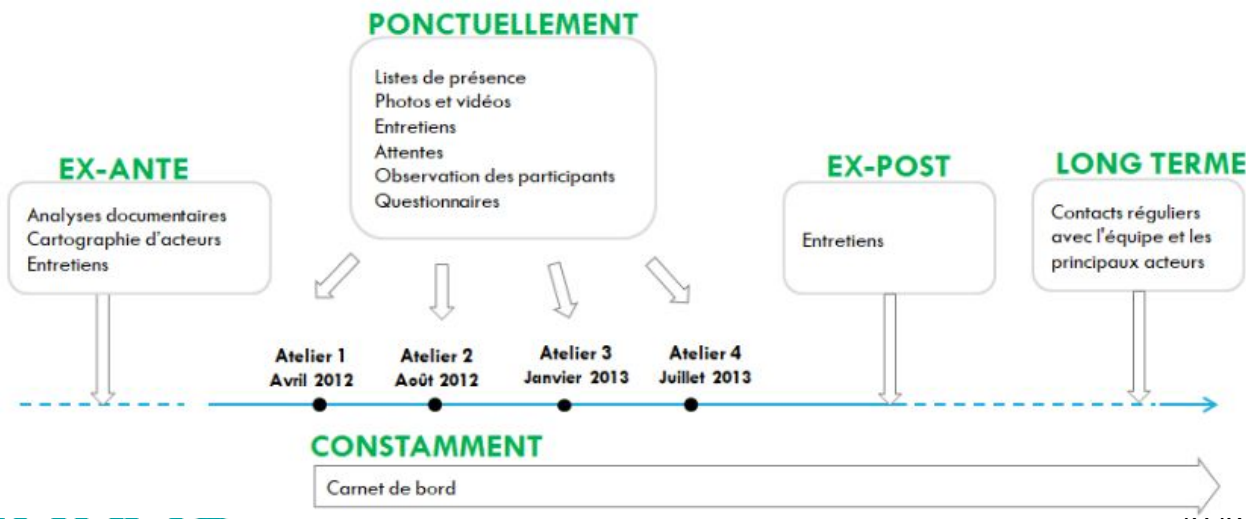 PONCTUELLEMENT
Listes de présence
Photos et vidéos
Entretiens
Attentes
Observation des participants
Questionnaires
EX-ANTE
Analyses documentaires
Cartographie d'acteurs
Entretiens
EX-POST
Entretiens
LONG TERME
Contacts réguliers
avec l'équipe et les
principaux acteurs
Atelier 1
Avril 2012
Atelier 2
Août 2012
Atelier 3
Janvier 2013
Atelier 4
Juillet 2013
CONSTAMMENT
Carnet de bord